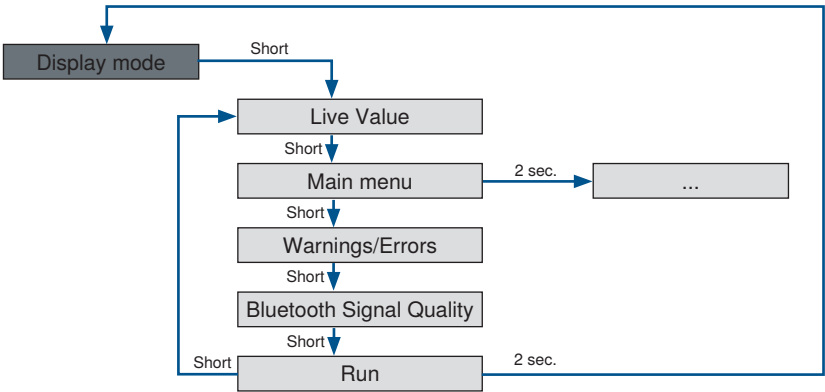 Display mode
Short
Live Value
Short
Main menu
2 sec.
...
Short
Warnings/Errors
Short
Bluetooth Signal Quality
Short
Short
Run
2 sec.